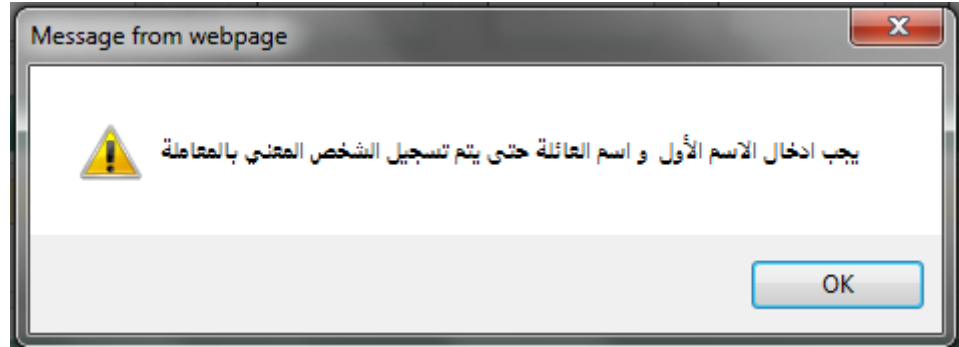 Message from webpage
يجب ادخال الاسم الأول و اسم العائلة حتى يتم تسجيل الشخص المعني بالمعاملة
OK